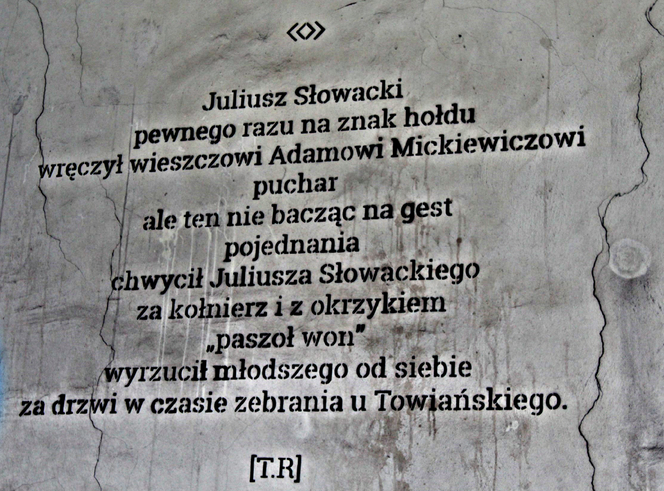 Juliusz Słowacki
pewnego razu na znak hołdu
wręczył wieszczowi Adamowi Mickiewiczowi
puchar
ale ten nie bacząc na gest
pojednania
chwycił Juliusza Słowackiego
za kołnierz i z okrzykiem
„paszoł won"
wyrzucił młodszego od siebie
za drzwi w czasie zebrania u Towiańskiego.
[T.R]